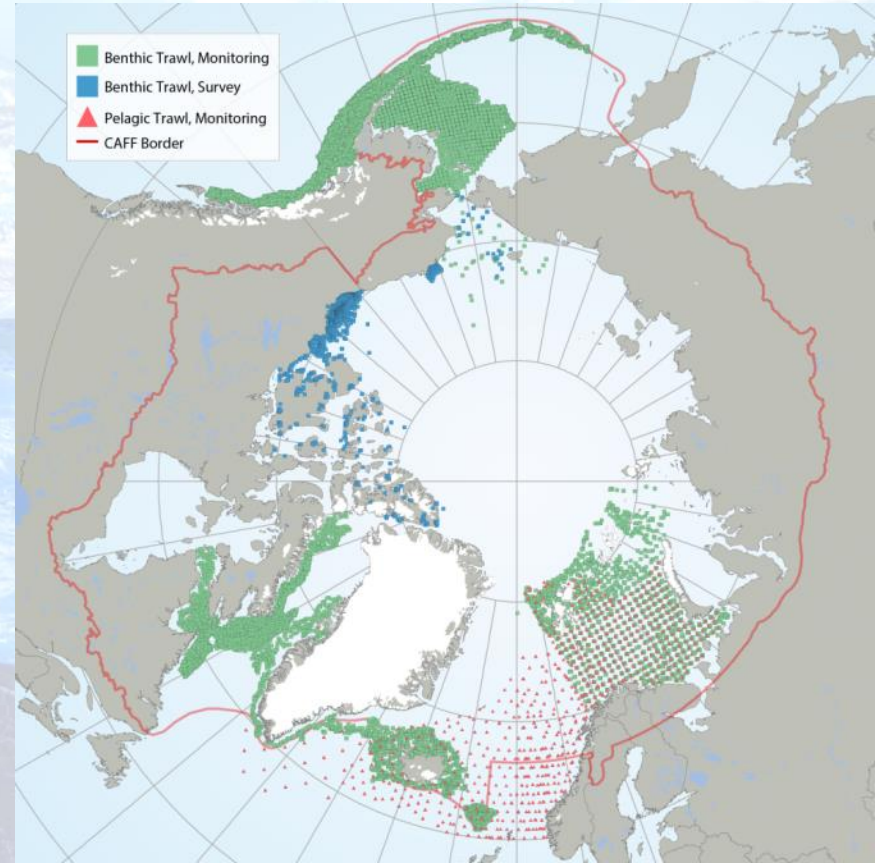 Benthic Trawl, Monitoring
Benthic Trawl, Survey
Pelagic Trawl, Monitoring
CAFF Border